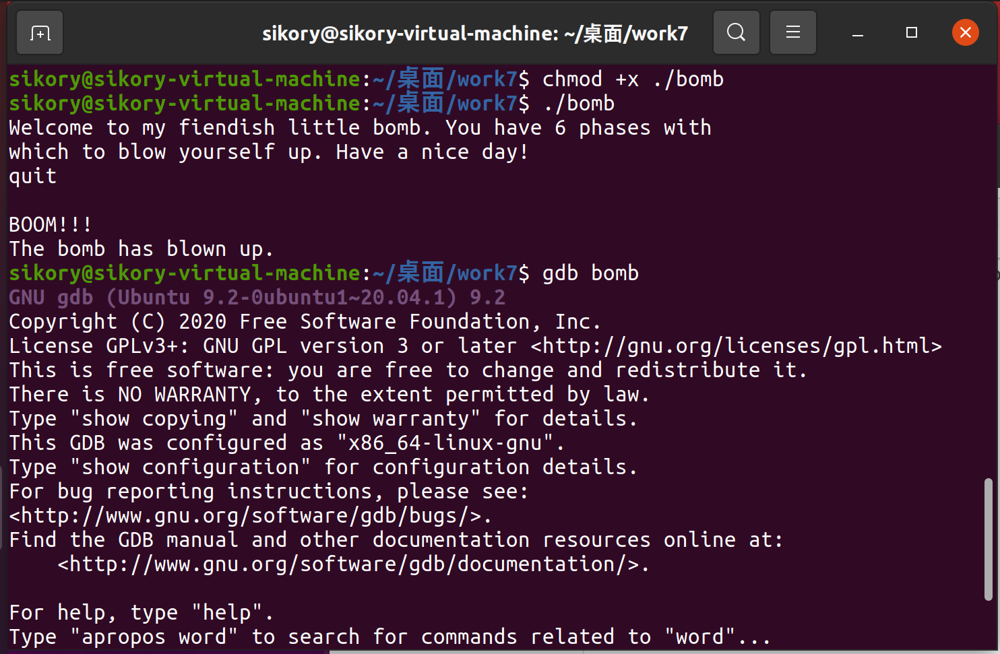 sikory@sikory-virtual-machine: ~/桌面/work7
sikory@sikory-virtual-machine:~/桌面/work7$ chmod +x ./bomb
sikory@sikory-virtual-machine:~/桌面/work7$ ./bomb
Welcome to my fiendish little bomb. You have 6 phases with
which to blow yourself up. Have a nice day!
quit
BOOM!!!
The bomb has blown up.
sikory@sikory-virtual-machine:~/桌面/work7$ gdb bomb
GNU gdb (Ubuntu 9.2-0ubuntu1~20.04.1) 9.2
Copyright (C) 2020 Free Software Foundation, Inc.
License GPLv3+: GNU GPL version 3 or later <http://gnu.org/licenses/gpl.html>
This is free software: you are free to change and redistribute it.
There is NO WARRANTY, to the extent permitted by law.
Type "show copying" and "show warranty" for details.
This GDB was configured as "x86_64-linux-gnu".
Type "show configuration" for configuration details.
For bug reporting instructions, please see:
<http://www.gnu.org/software/gdb/bugs/>.
Find the GDB manual and other documentation resources online at:
    <http://www.gnu.org/software/gdb/documentation/>.
For help, type "help".
Type "apropos word" to search for commands related to "word"...